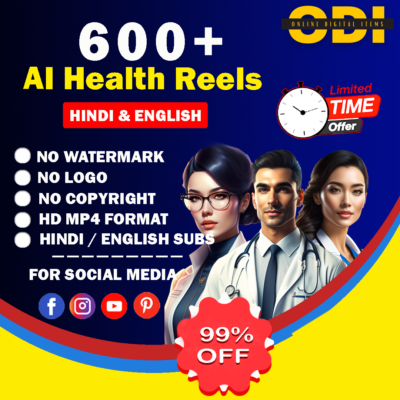 ODI
ONLINE DIGITAL ITEMS
600+
AI Health Reels
HINDI & ENGLISH
Limited
TIME
Offer
NO WATERMARK
NO LOGO
NO COPYRIGHT
HD MP4 FORMAT
HINDI / ENGLISH SUBS
FOR SOCIAL MEDIA
99%
OFF